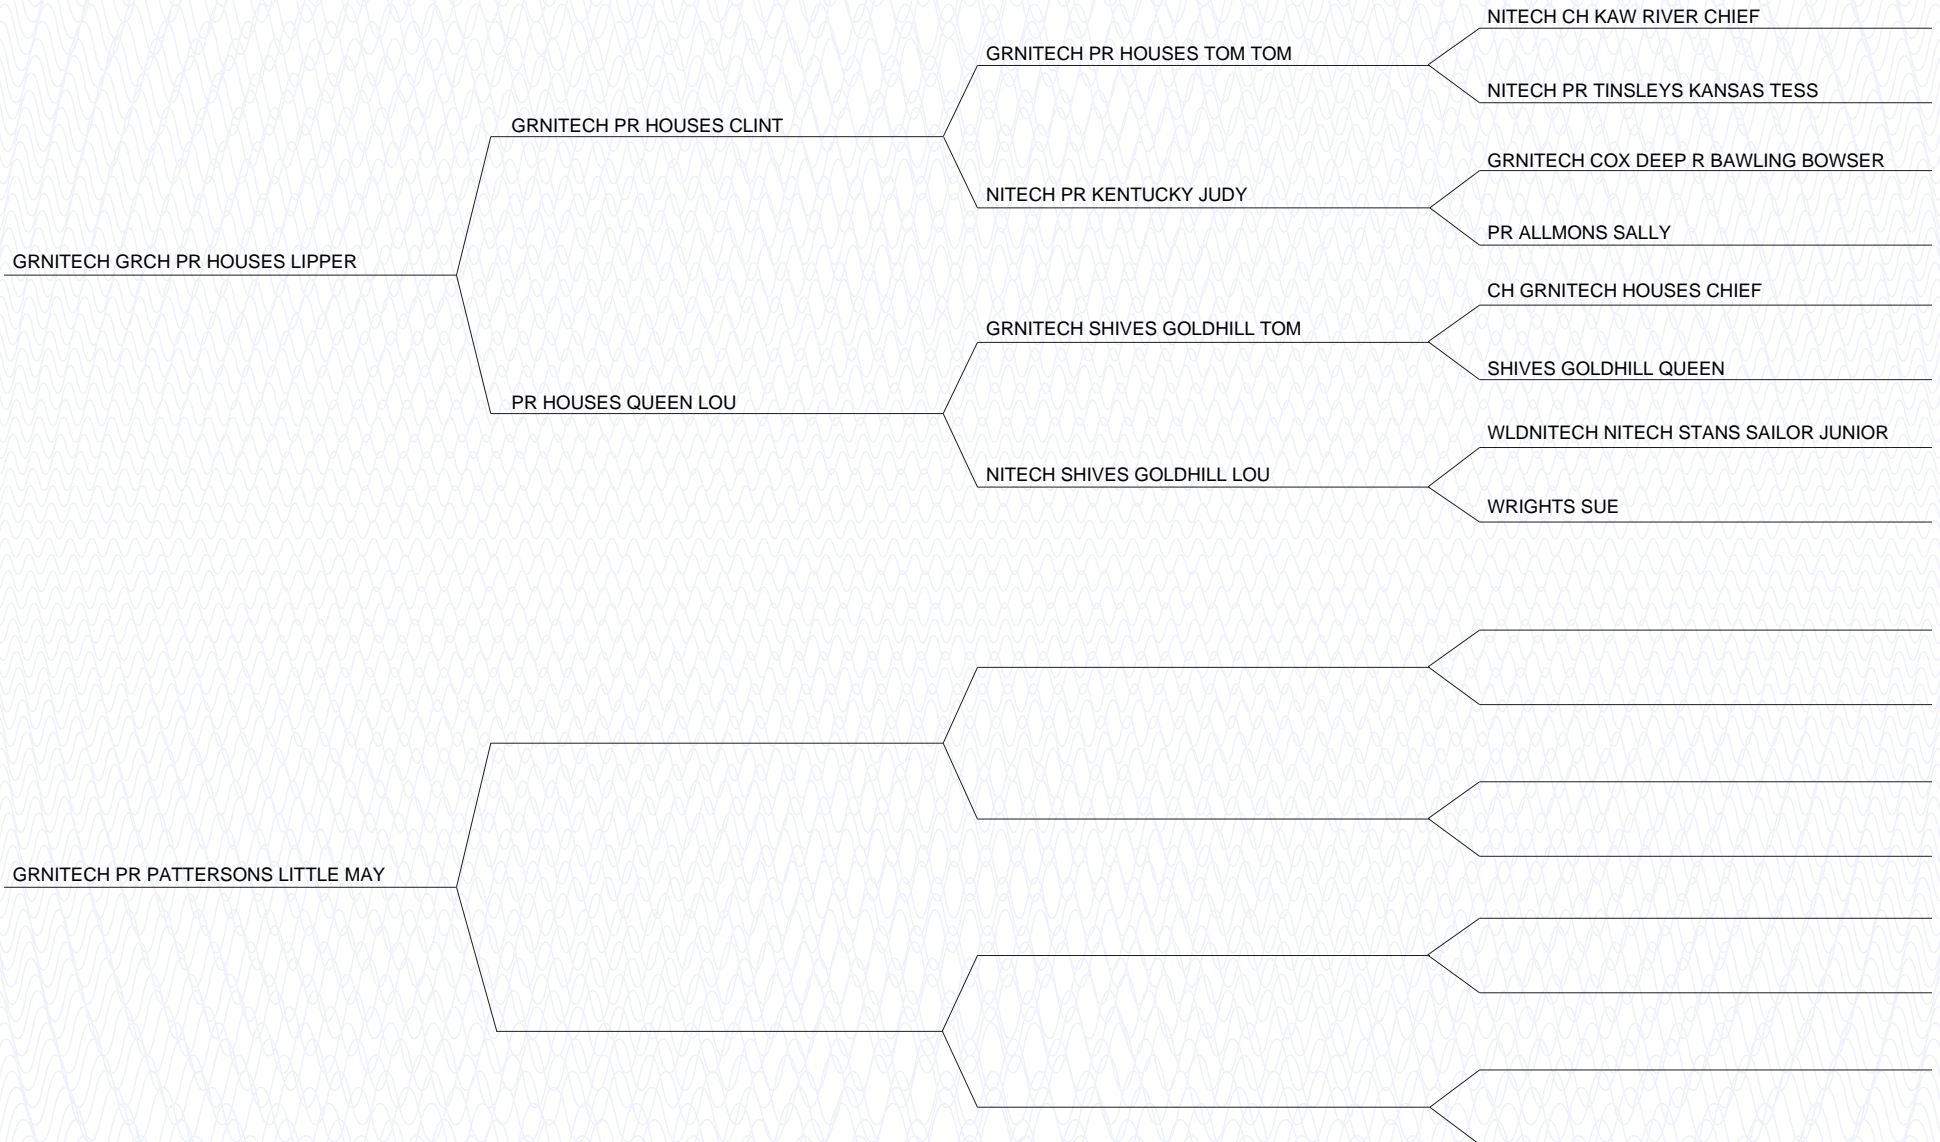 NITECH CH KAW RIVER CHIEF
GRNITECH PR HOUSES TOM TOM
NITECH PR TINSLEYS KANSAS TESS
GRNITECH PR HOUSES CLINT
GRNITECH COX DEEP R BAWLING BOWSER
NITECH PR KENTUCKY JUDY
PR ALLMONS SALLY
GRNITECH GRCH PR HOUSES LIPPER
CH GRNITECH HOUSES CHIEF
GRNITECH SHIVES GOLDHILL TOM
SHIVES GOLDHILL QUEEN
PR HOUSES QUEEN LOU
WLDNITECH NITECH STANS SAILOR JUNIOR
NITECH SHIVES GOLDHILL LOU
WRIGHTS SUE
GRNITECH PR PATTERSONS LITTLE MAY